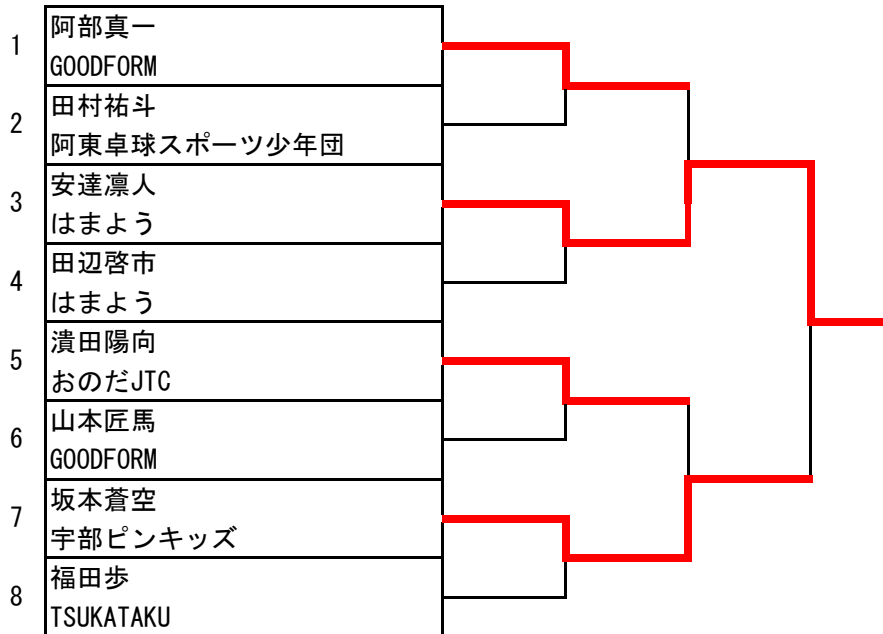 1
阿部真一
GOODFORM
2
田村祐斗
阿東卓球スポーツ少年団
3
安達凛人
はまよう
4
田辺啓市
はまよう
5
濆田陽向
おのだJTC
6
山本匠馬
GOODFORM
7
坂本蒼空
宇部ピンキッズ
8
福田歩
TSUKATAKU